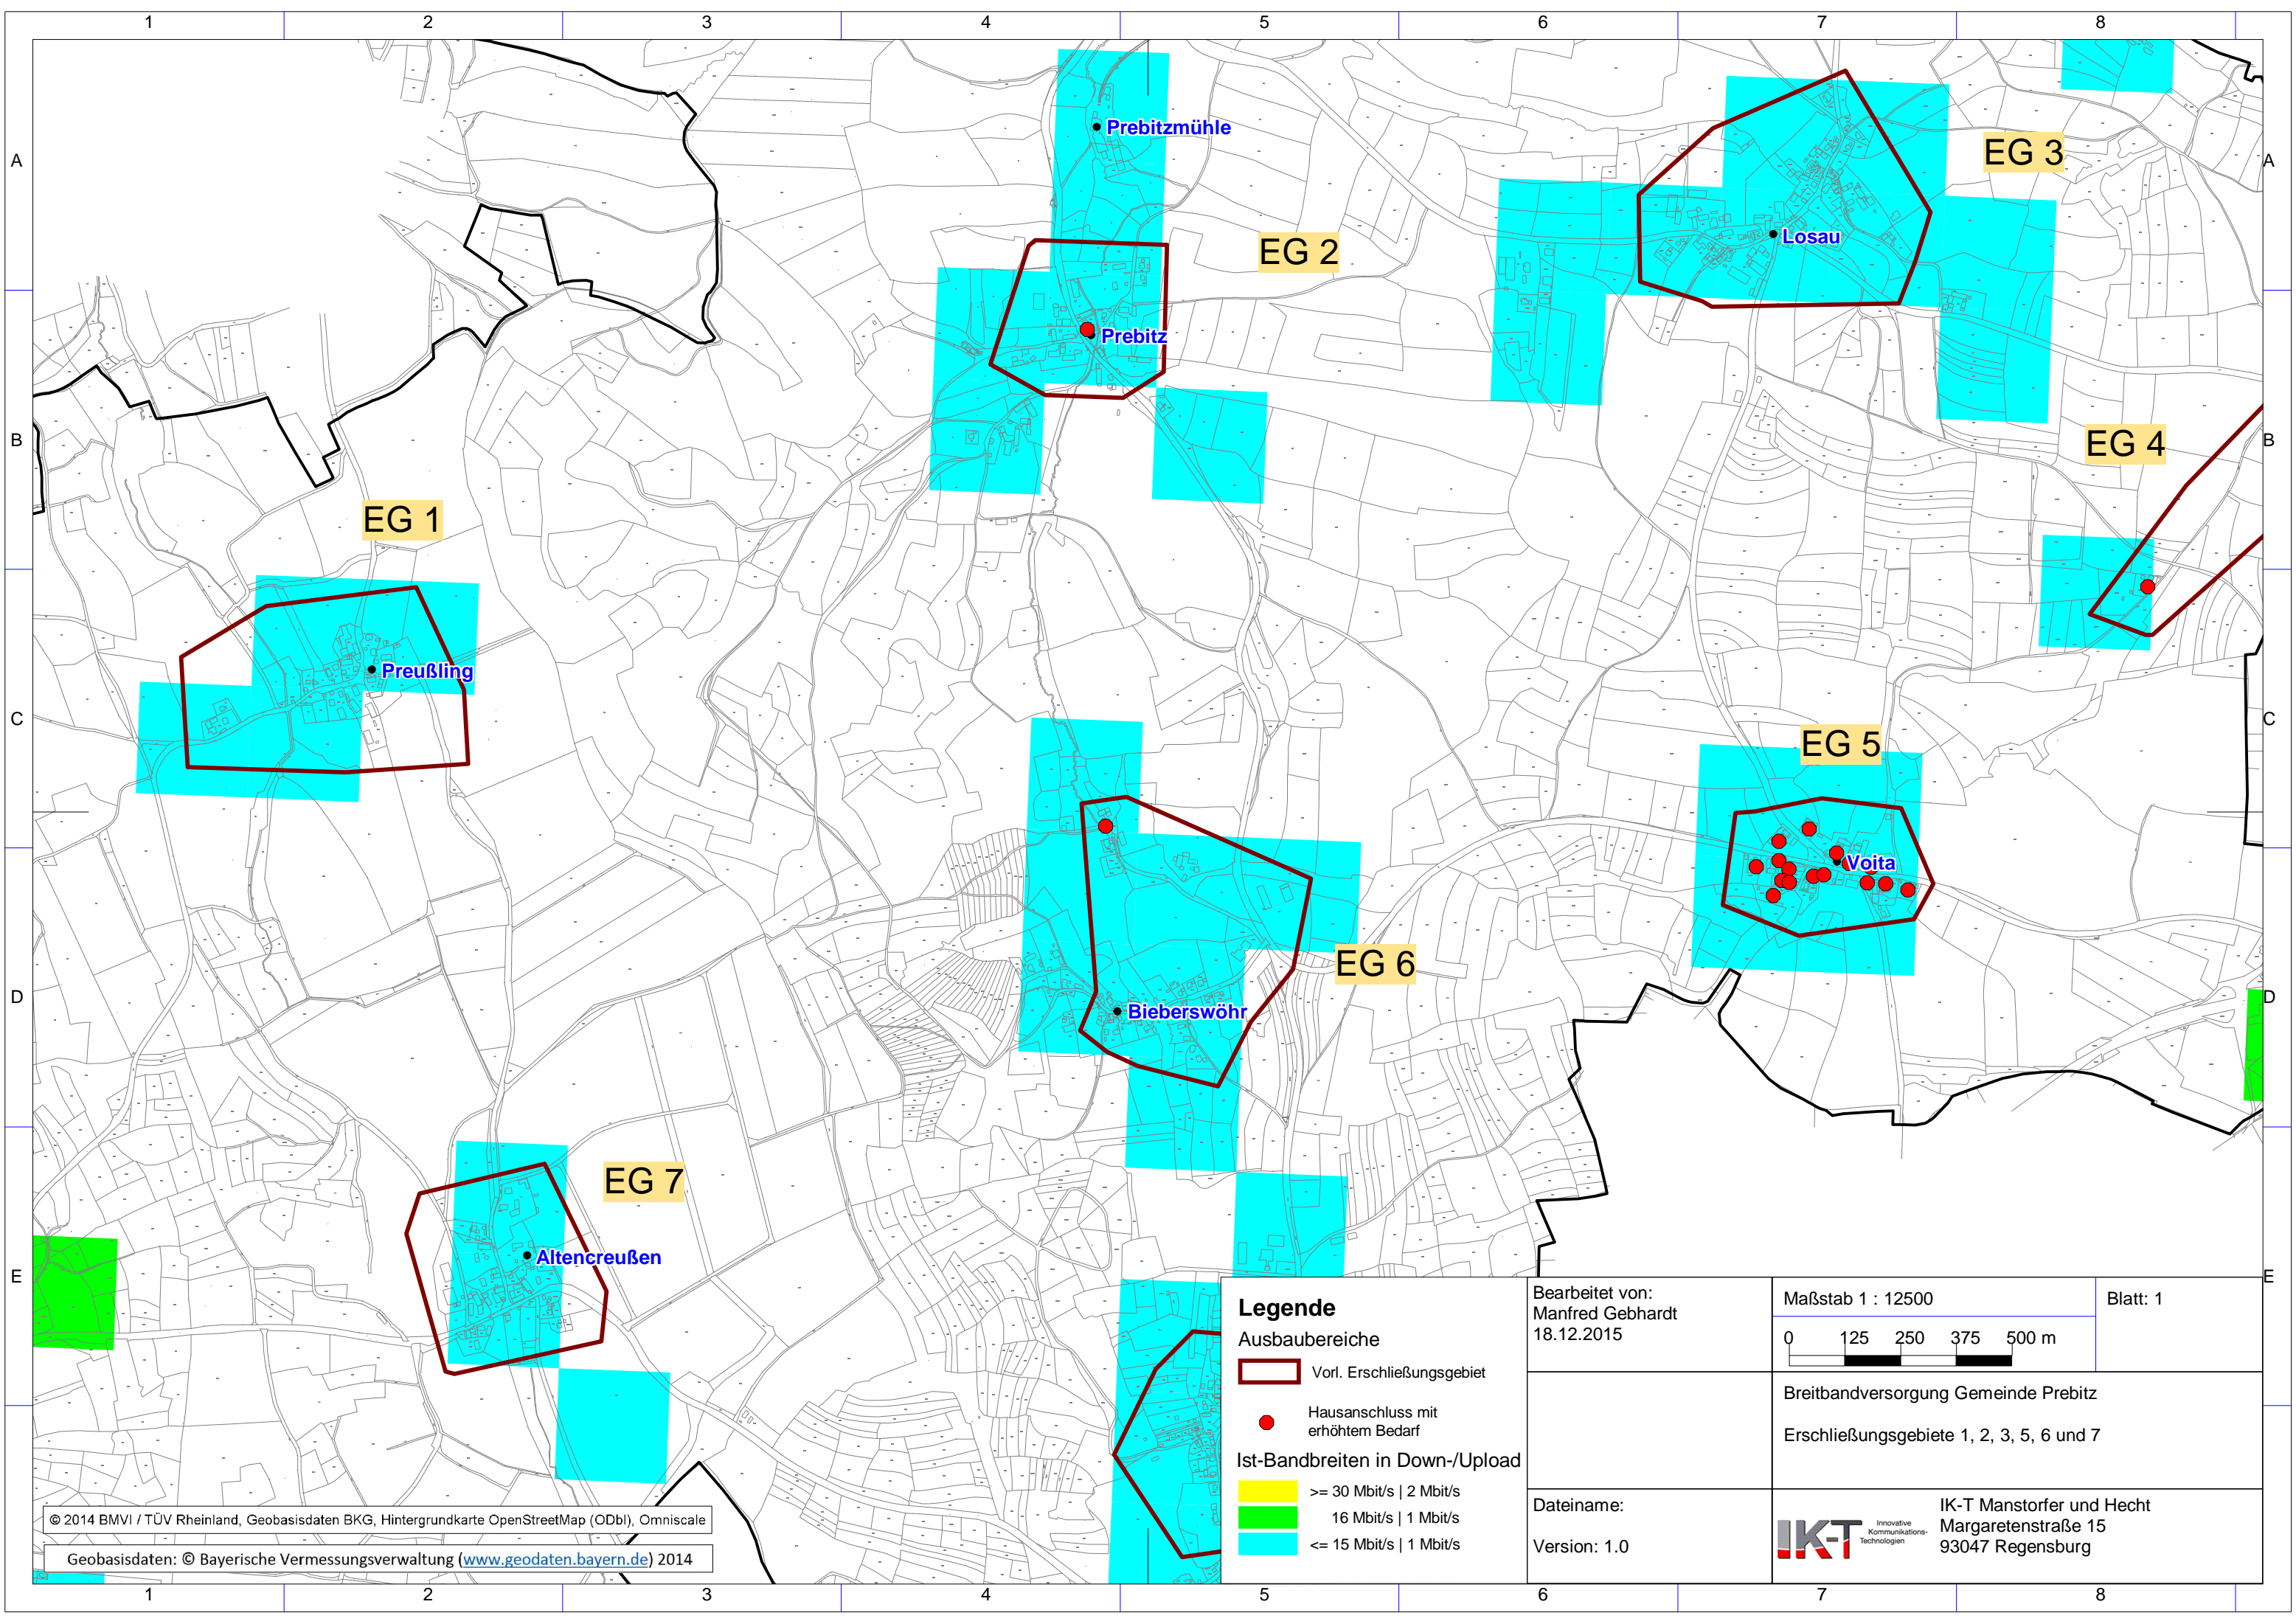 1 2 3 4 5 6 7 8
A A
B B
C C
D D
E E
Prebitzmühle
EG 3
Losau
EG 2
Prebitz
EG 4
EG 1
Preußling
EG 5
Voita
EG 6
Bieberswöhr
EG 7
Altencreußen
Legende
Ausbaubereiche
Vorl. Erschließungsgebiet
Hausanschluss mit
erhöhtem Bedarf
Ist-Bandbreiten in Down-/Upload
>= 30 Mbit/s | 2 Mbit/s
16 Mbit/s | 1 Mbit/s
<= 15 Mbit/s | 1 Mbit/s
Bearbeitet von:
Manfred Gebhardt
18.12.2015
Maßstab 1 : 12500
0 125 250 375 500 m
Blatt: 1
Breitbandversorgung Gemeinde Prebitz
Erschließungsgebiete 1, 2, 3, 5, 6 und 7
Dateiname:
Version: 1.0
IK-T
Innovative
Kommunikations-
Technologien
IK-T Manstorfer und Hecht
Margaretenstraße 15
93047 Regensburg
© 2014 BMVI / TÜV Rheinland, Geobasisdaten BKG, Hintergrundkarte OpenStreetMap (ODbl), Omniscale
Geobasisdaten: © Bayerische Vermessungsverwaltung (www.geodaten.bayern.de) 2014
1 2 3 4 5 6 7 8